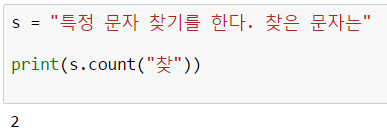 s = "특정 문자 찾기를 한다. 찾은 문자는"
print(s.count("찾"))
2